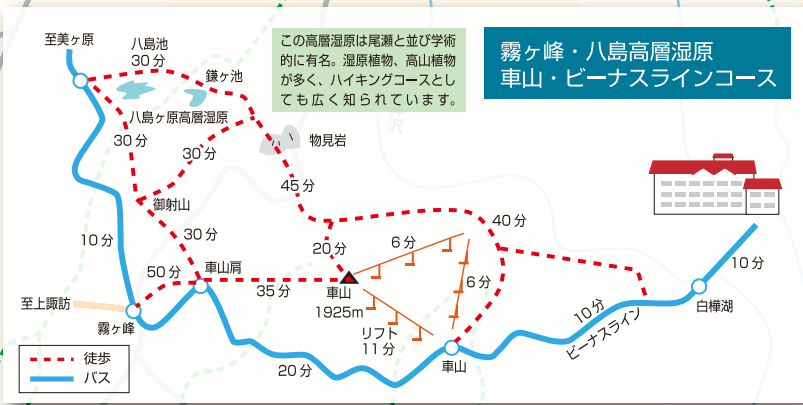 霧ヶ峰・八島高層湿原
車山・ビーナスラインコース
この高層湿原は尾瀬と並び学術
的に有名。湿原植物、高山植物
が多く、ハイキングコースとし
ても広く知られています。
至美ヶ原
八島池
30分
鎌ヶ池
八島ヶ原高層湿原
30分
30分
物見岩
沢
45分
御射山
10分
30分
20分
40分
6分
6分
50分
車山肩
35分
車山
1925m
リフト
11分
至上諏訪
霧ヶ峰
20分
車山
10分
ビーナスライン
白樺湖
10分
徒歩
バス